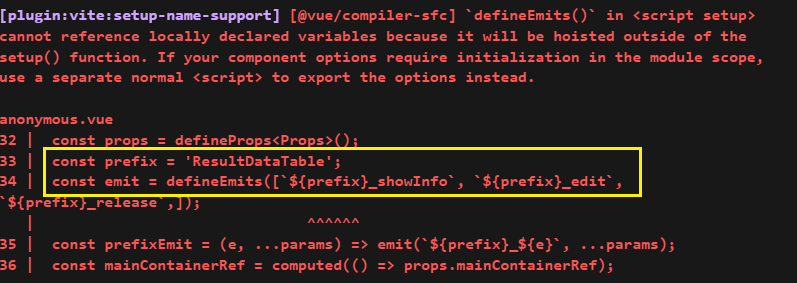 [plugin:vite:setup-name-support] [@vue/compiler-sfc] `defineEmits()` in <script setup>
cannot reference locally declared variables because it will be hoisted outside of the
setup() function. If your component options require initialization in the module scope,
use a separate normal <script> to export the options instead.

anonymous.vue
32 |  const props = defineProps<Props>();
33 |  const prefix = 'ResultDataTable';
34 |  const emit = defineEmits([`${prefix}_showInfo`, `${prefix}_edit`,
`${prefix}_release`,]);
   |                                ^^^^^^
35 |  const prefixEmit = (e, ...params) => emit(`${prefix}_${e}`, ...params);
36 |  const mainContainerRef = computed(() => props.mainContainerRef);